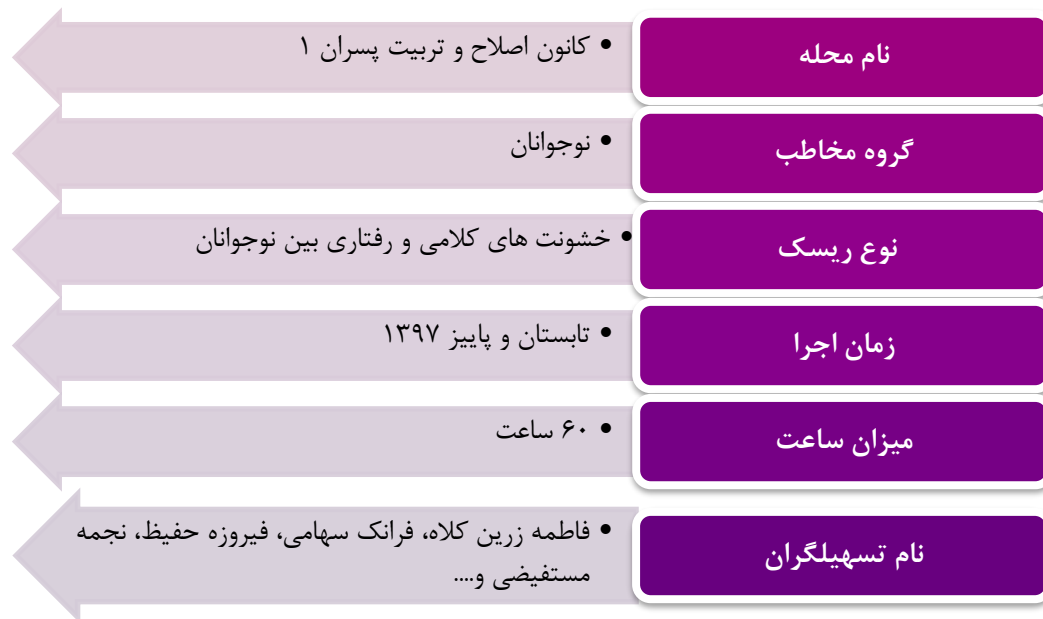 نام محله
• کانون اصلاح و تربیت پسران ۱
گروه مخاطب
• نوجوانان
نوع ریسک
• خشونت های کلامی و رفتاری بین نوجوانان
زمان اجرا
• تابستان و پاییز ۱۳۹۷
میزان ساعت
• ۶۰ ساعت
نام تسهیلگران
• فاطمه زرین کلاه، فرانک سهامی، فیروزه حفیظ، نجمه
مستفیضی و....